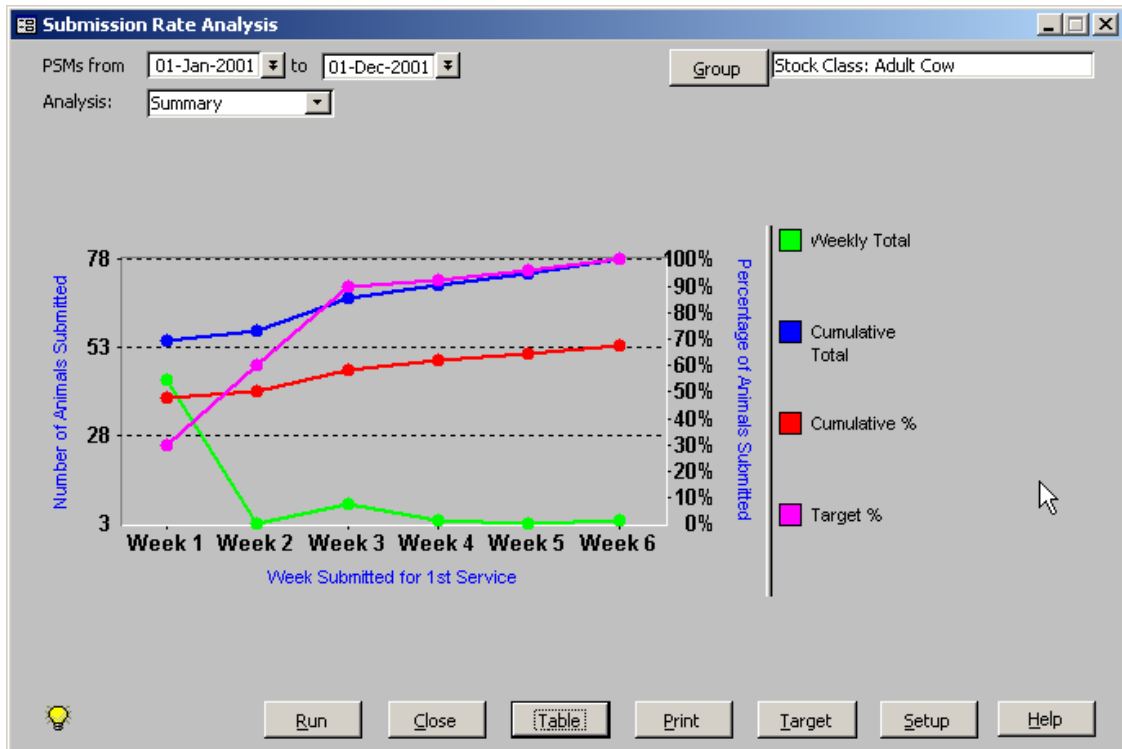 Submission Rate Analysis
PSMs from 01-Jan-2001 to 01-Dec-2001 Group Stock Class: Adult Cow
Analysis: Summary
Number of Animals Submitted
78
53
28
3
100%
90%
80%
70%
60%
50%
40%
30%
20%
10%
0%
Percentage of Animals Submitted
Week 1 Week 2 Week 3 Week 4 Week 5 Week 6
Week Submitted for 1st Service
Weekly Total
Cumulative
Total
Cumulative %
Target %
Run Close Table Print Target Setup Help